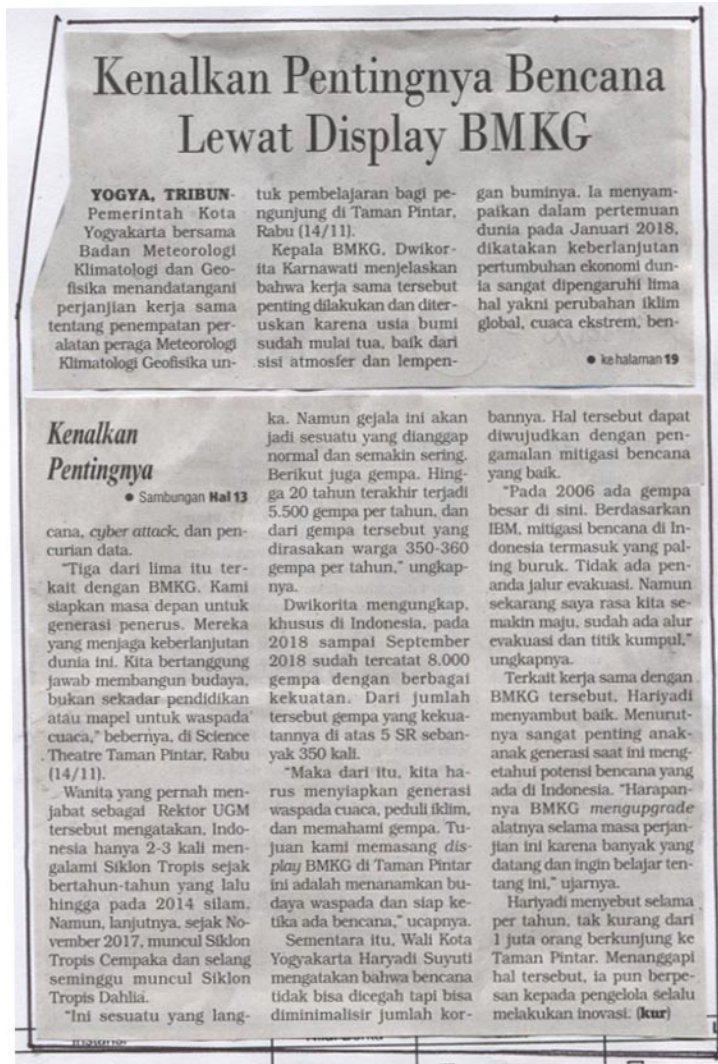 Kenalkan Pentingnya Bencana
Lewat Display BMKG
YOGYA, TRIBUN-
Pemerintah Kota
Yogyakarta bersama
Badan Meteorologi
Klimatologi dan Geo-
fisika menandatangani
perjanjian kerja sama
tentang penempatan per-
alatan peraga Meteorologi
Klimatologi Geofisika un-
tuk pembelajaran bagi pe-
ngunjung di Taman Pintar,
Rabu (14/11).
Kepala BMKG, Dwikor-
ita Karnawati menjelaskan
bahwa kerja sama tersebut
penting dilakukan dan diter-
uskan karena usia bumi
sudah mulai tua, baik dari
sisi atmosfer dan lempen-
gan buminya. Ia menyam-
paikan dalam pertemuan
dunia pada Januari 2018,
dikatakan keberlanjutan
pertumbuhan ekonomi dun-
ia sangat dipengaruhi lima
hal yakni perubahan iklim
global, cuaca ekstrem, ben-
● ke halaman 19
Kenalkan
Pentingnya
● Sambungan Hal 13
cana, cyber attack, dan pen-
curian data.
"Tiga dari lima itu ter-
kait dengan BMKG. Kami
siapkan masa depan untuk
generasi penerus. Mereka
yang menjaga keberlanjutan
dunia ini. Kita bertanggung
jawab membangun budaya,
bukan sekadar pendidikan
atau mapel untuk waspada
cuaca," bebernya, di Science
Theatre Taman Pintar, Rabu
(14/11).
Wanita yang pernah men-
jabat sebagai Rektor UGM
tersebut mengatakan, Indo-
nesia hanya 2-3 kali men-
galami Siklon Tropis sejak
bertahun-tahun yang lalu
hingga pada 2014 silam.
Namun, lanjutnya, sejak No-
vember 2017, muncul Siklon
Tropis Cempaka dan selang
seminggu muncul Siklon
Tropis Dahlia.
"Ini sesuatu yang lang-
ka. Namun gejala ini akan
jadi sesuatu yang dianggap
normal dan semakin sering.
Berikut juga gempa. Hing-
ga 20 tahun terakhir terjadi
5.500 gempa per tahun, dan
dari gempa tersebut yang
dirasakan warga 350-360
gempa per tahun," ungkap-
nya.
Dwikorita mengungkap,
khusus di Indonesia, pada
2018 sampai September
2018 sudah tercatat 8.000
gempa dengan berbagai
kekuatan. Dari jumlah
tersebut gempa yang kekua-
tannya di atas 5 SR seban-
yak 350 kali.
"Maka dari itu, kita ha-
rus menyiapkan generasi
waspada cuaca, peduli iklim,
dan memahami gempa. Tu-
juan kami memasang dis-
play BMKG di Taman Pintar
ini adalah menanamkan bu-
daya waspada dan siap ke-
tika ada bencana," ucapnya.
Sementara itu, Wali Kota
Yogyakarta Haryadi Suyuti
mengatakan bahwa bencana
tidak bisa dicegah tapi bisa
diminimalisir jumlah kor-
bannya. Hal tersebut dapat
diwujudkan dengan pen-
gamalan mitigasi bencana
yang baik.
"Pada 2006 ada gempa
besar di sini. Berdasarkan
IBM, mitigasi bencana di In-
donesia termasuk yang pal-
ing buruk. Tidak ada pen-
anda jalur evakuasi. Namun
sekarang saya rasa kita se-
makin maju, sudah ada alur
evakuasi dan titik kumpul,"
ungkapnya.
Terkait kerja sama dengan
BMKG tersebut, Hariyadi
menyambut baik. Menurut-
nya sangat penting anak-
anak generasi saat ini meng-
etahui potensi bencana yang
ada di Indonesia. "Harapan-
nya BMKG mengupgrade
alatnya selama masa perjan-
jian ini karena banyak yang
datang dan ingin belajar ten-
tang ini," ujarnya.
Hariyadi menyebut selama
per tahun, tak kurang dari
1 juta orang berkunjung ke
Taman Pintar. Menanggapi
hal tersebut, ia pun berpe-
san kepada pengelola selalu
melakukan inovasi. (kur)